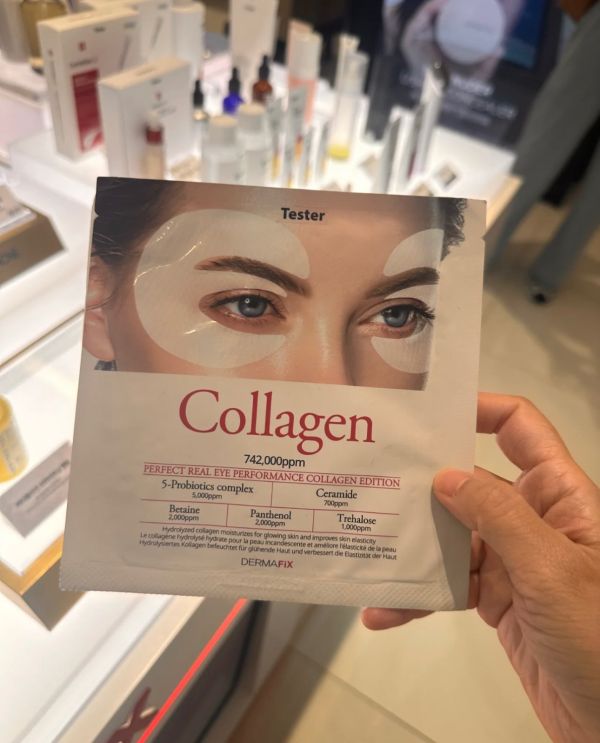 Tester
Collagen
742,000ppm
PERFECT REAL EYE PERFORMANCE COLLAGEN EDITION
5-Probiotics complex
5,000ppm
Ceramide
700ppm
Betaine
2,000ppm
Panthenol
2,000ppm
Trehalose
1,000ppm
Hydrolyzed collagen moisturizes for glowing skin and improves skin elasticity
Le collagène hydrolysé hydrate pour la peau incandescente et améliore l'élasticité de la peau
Hydrolysiertes Kollagen befeuchtet für glühende Haut und verbessert die Elastizität der Haut
DERMAFIX